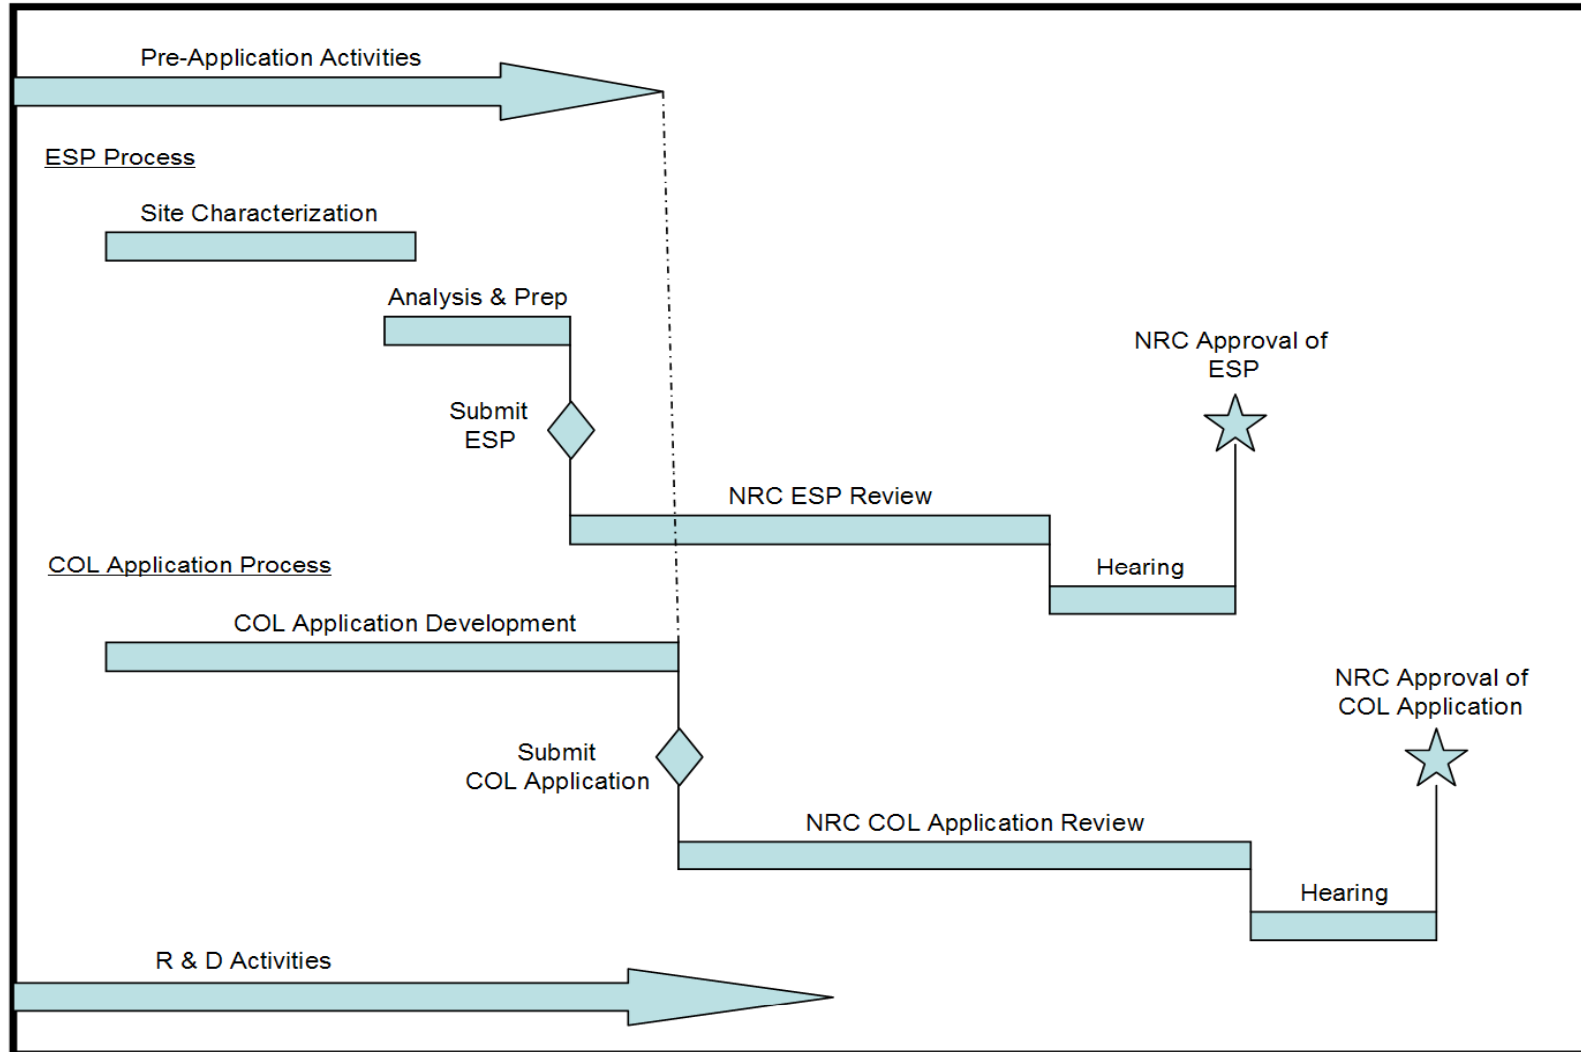 Pre-Application Activities
ESP Process
Site Characterization
Analysis & Prep
NRC Approval of
ESP
Submit
ESP
NRC ESP Review
COL Application Process
Hearing
COL Application Development
NRC Approval of
COL Application
Submit
COL Application
NRC COL Application Review
Hearing
R & D Activities